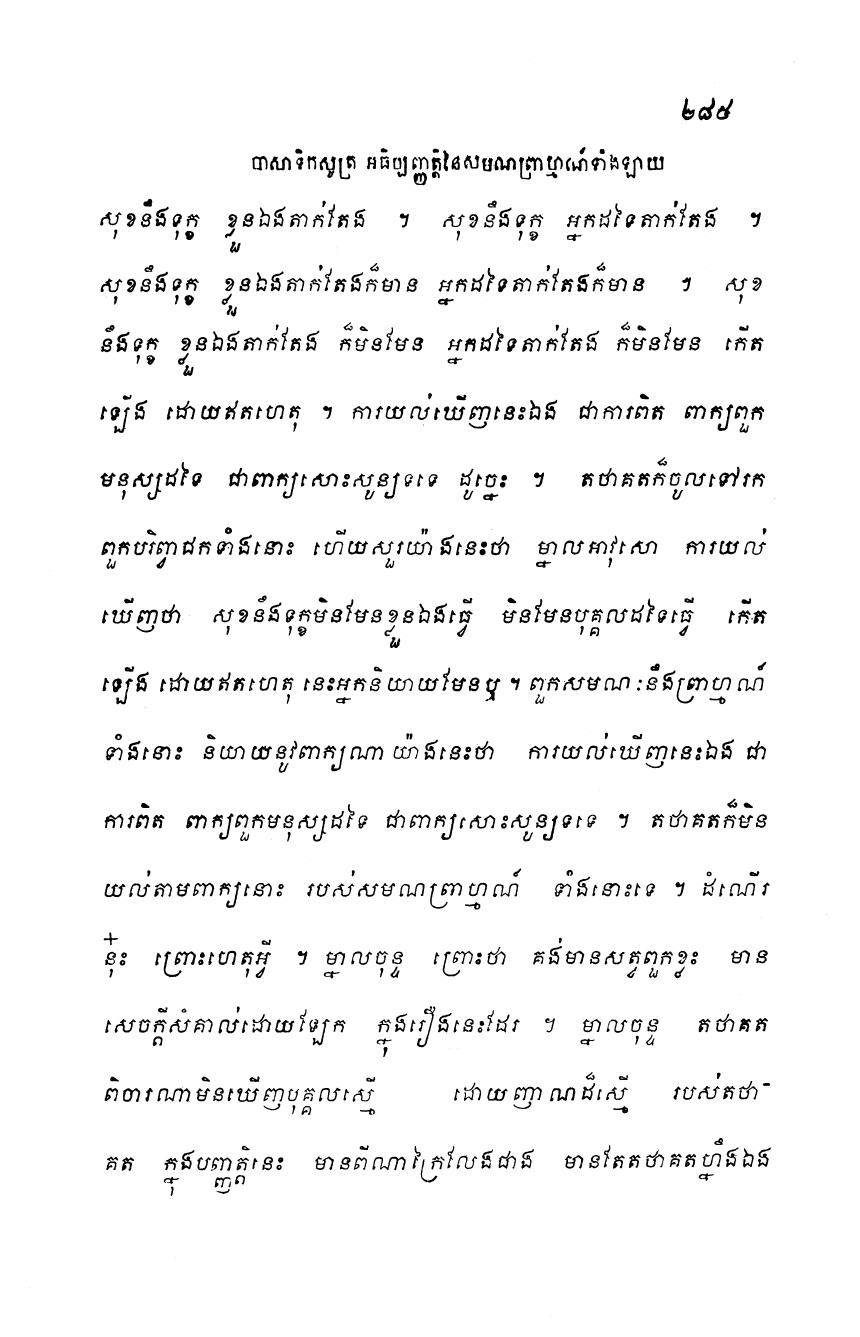 ២៨៥
បាសាទិកសូត្រ អធិប្បញ្ញត្តិនៃសមណព្រាហ្មណ៍ទាំងឡាយ
សុខនឹងទុក្ខ ខ្លួនឯងតាក់តែង ។ សុខនឹងទុក្ខ អ្នកដទៃតាក់តែង ។
សុខនឹងទុក្ខ ខ្លួនឯងតាក់តែងក៏មាន អ្នកដទៃតាក់តែងក៏មាន ។ សុខ
នឹងទុក្ខ ខ្លួនឯងតាក់តែង ក៏មិនមែន អ្នកដទៃតាក់តែង ក៏មិនមែន កើត
ឡើង ដោយឥតហេតុ ។ ការយល់ឃើញនេះឯង ជាការពិត ពាក្យពួក
មនុស្សដទៃ ជាពាក្យសោះសូន្យទទេ ដូច្នេះ ។ តថាគតក៏ចូលទៅរក
ពួកបរិព្វាជកទាំងនោះ ហើយសួរយ៉ាងនេះថា ម្នាលអាវុសោ ការយល់
ឃើញថា សុខនឹងទុក្ខមិនមែនខ្លួនឯងធ្វើ មិនមែនបុគ្គលដទៃធ្វើ កើត
ឡើង ដោយឥតហេតុ នេះអ្នកនិយាយមែនឬ ។ ពួកសមណៈនឹងព្រាហ្មណ៍
ទាំងនោះ និយាយនូវពាក្យណា យ៉ាងនេះថា ការយល់ឃើញនេះឯង ជា
ការពិត ពាក្យពួកមនុស្សដទៃ ជាពាក្យសោះសូន្យទទេ ។ តថាគតក៏មិន
យល់តាមពាក្យនោះ របស់សមណព្រាហ្មណ៍ ទាំងនោះទេ ។ ដំណើរ
នុ៎ះ ព្រោះហេតុអ្វី ។ ម្នាលចុន្ទ ព្រោះថា គង់មានសត្វពួកខ្លះ មាន
សេចក្តីសំគាល់ដោយឡែក ក្នុងរឿងនេះដែរ ។ ម្នាលចុន្ទ តថាគត
ពិចារណាមិនឃើញបុគ្គលស្មើ ដោយញាណដ៏ស្មើ របស់តថា-
គត ក្នុងបញ្ញត្តិនេះ មានពីណាក្រៃលែងជាង មានតែតថាគតហ្នឹងឯង